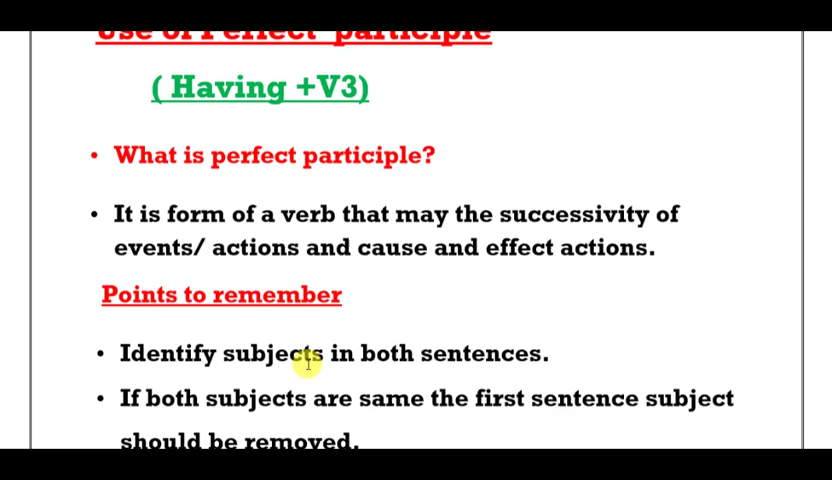 Use of Perfect participle
( Having +V3)
• What is perfect participle?
• It is form of a verb that may the successivity of
events/ actions and cause and effect actions.
Points to remember
• Identify subjects in both sentences.
• If both subjects are same the first sentence subject
should be removed.